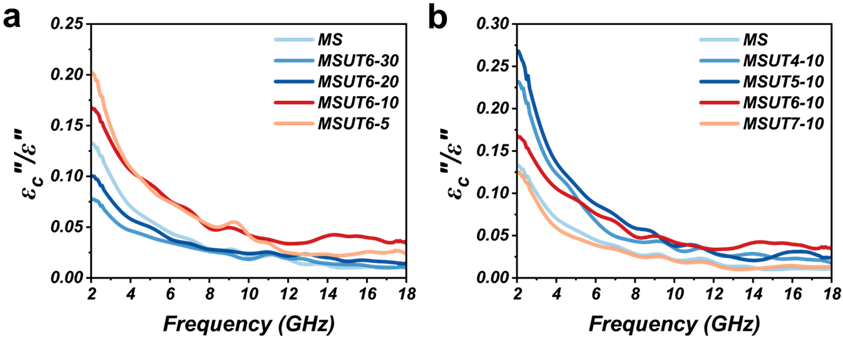 a
0.25
0.20
0.15
0.10
0.05
0.00
εc"/ε"
MS
MSUT6-30
MSUT6-20
MSUT6-10
MSUT6-5
2 4 6 8 10 12 14 16 18
Frequency (GHz)
b
0.30
0.25
0.20
0.15
0.10
0.05
0.00
εc"/ε"
MS
MSUT4-10
MSUT5-10
MSUT6-10
MSUT7-10
2 4 6 8 10 12 14 16 18
Frequency (GHz)